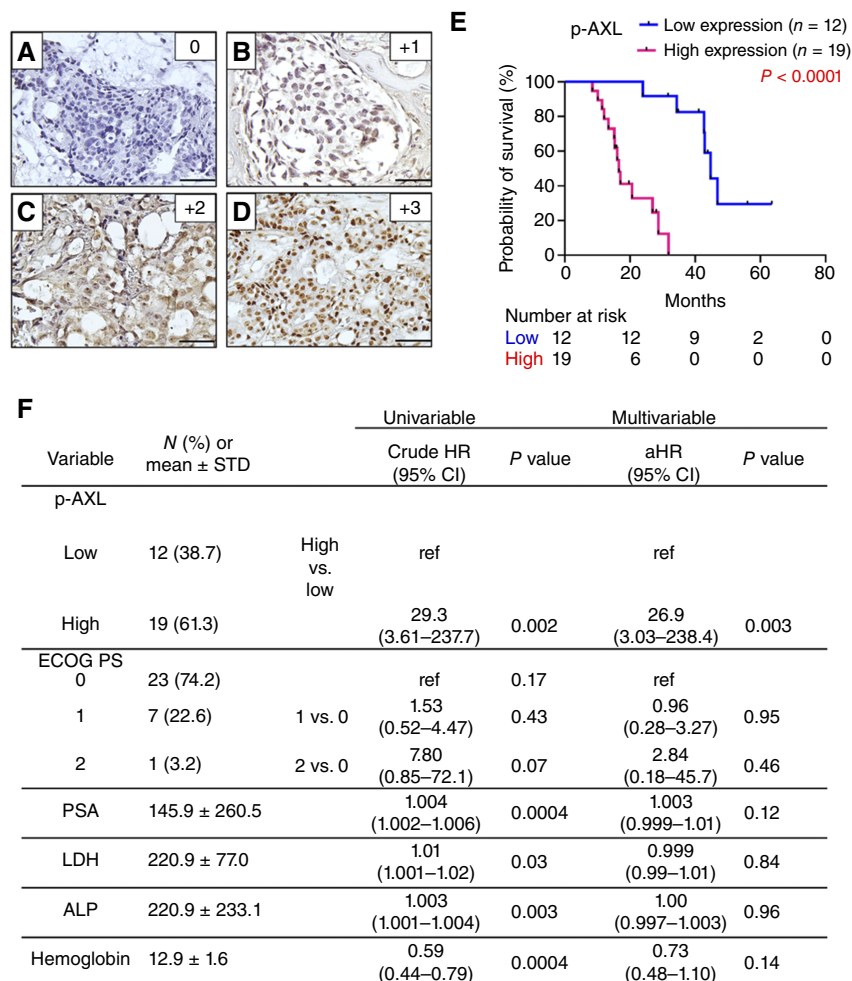 A
0
B
+1
C
+2
D
+3
E
p-AXL
Low expression (n = 12)
High expression (n = 19)
P < 0.0001
Probability of survival (%)
100
80
60
40
20
0
0 20 40 60 80
Months
Number at risk
Low 12 12 9 2 0
High 19 6 0 0 0
F
Univariable Multivariable
Variable N (%) or mean ± STD Crude HR (95% CI) P value aHR (95% CI) P value
p-AXL
Low 12 (38.7) High vs. low ref ref
High 19 (61.3) 29.3 (3.61–237.7) 0.002 26.9 (3.03–238.4) 0.003
ECOG PS
0 23 (74.2) ref 0.17 ref
1 7 (22.6) 1 vs. 0 1.53 (0.52–4.47) 0.43 0.96 (0.28–3.27) 0.95
2 1 (3.2) 2 vs. 0 7.80 (0.85–72.1) 0.07 2.84 (0.18–45.7) 0.46
PSA 145.9 ± 260.5 1.004 (1.002–1.006) 0.0004 1.003 (0.999–1.01) 0.12
LDH 220.9 ± 77.0 1.01 (1.001–1.02) 0.03 0.999 (0.99–1.01) 0.84
ALP 220.9 ± 233.1 1.003 (1.001–1.004) 0.003 1.00 (0.997–1.003) 0.96
Hemoglobin 12.9 ± 1.6 0.59 (0.44–0.79) 0.0004 0.73 (0.48–1.10) 0.14